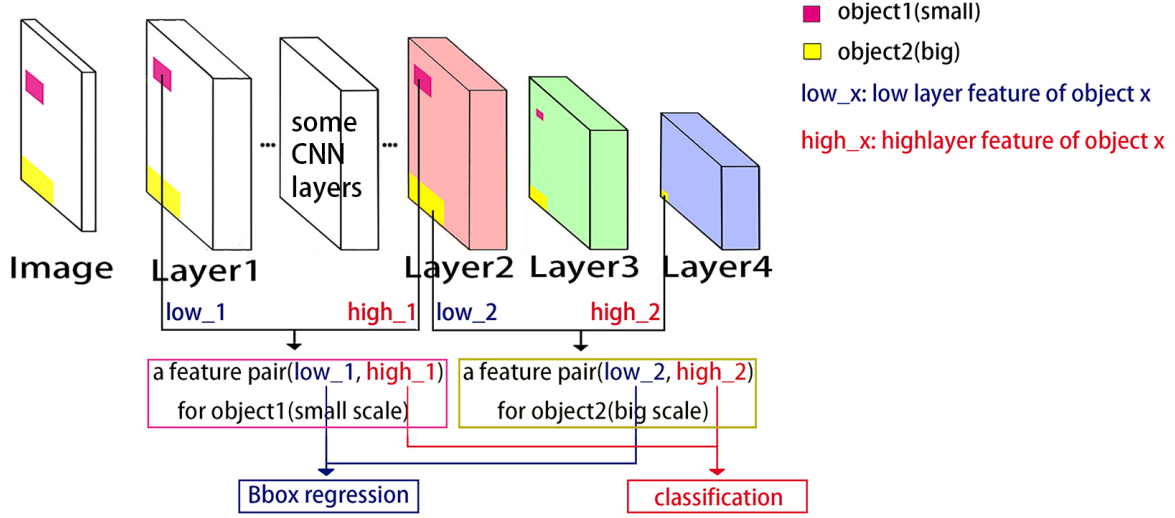 object1(small)
object2(big)
low_x: low layer feature of object x
high_x: highlayer feature of object x
... some CNN layers ...
Image
Layer1
Layer2
Layer3
Layer4
low_1
high_1
low_2
high_2
a feature pair(low_1, high_1)
for object1(small scale)
a feature pair(low_2, high_2)
for object2(big scale)
Bbox regression
classification